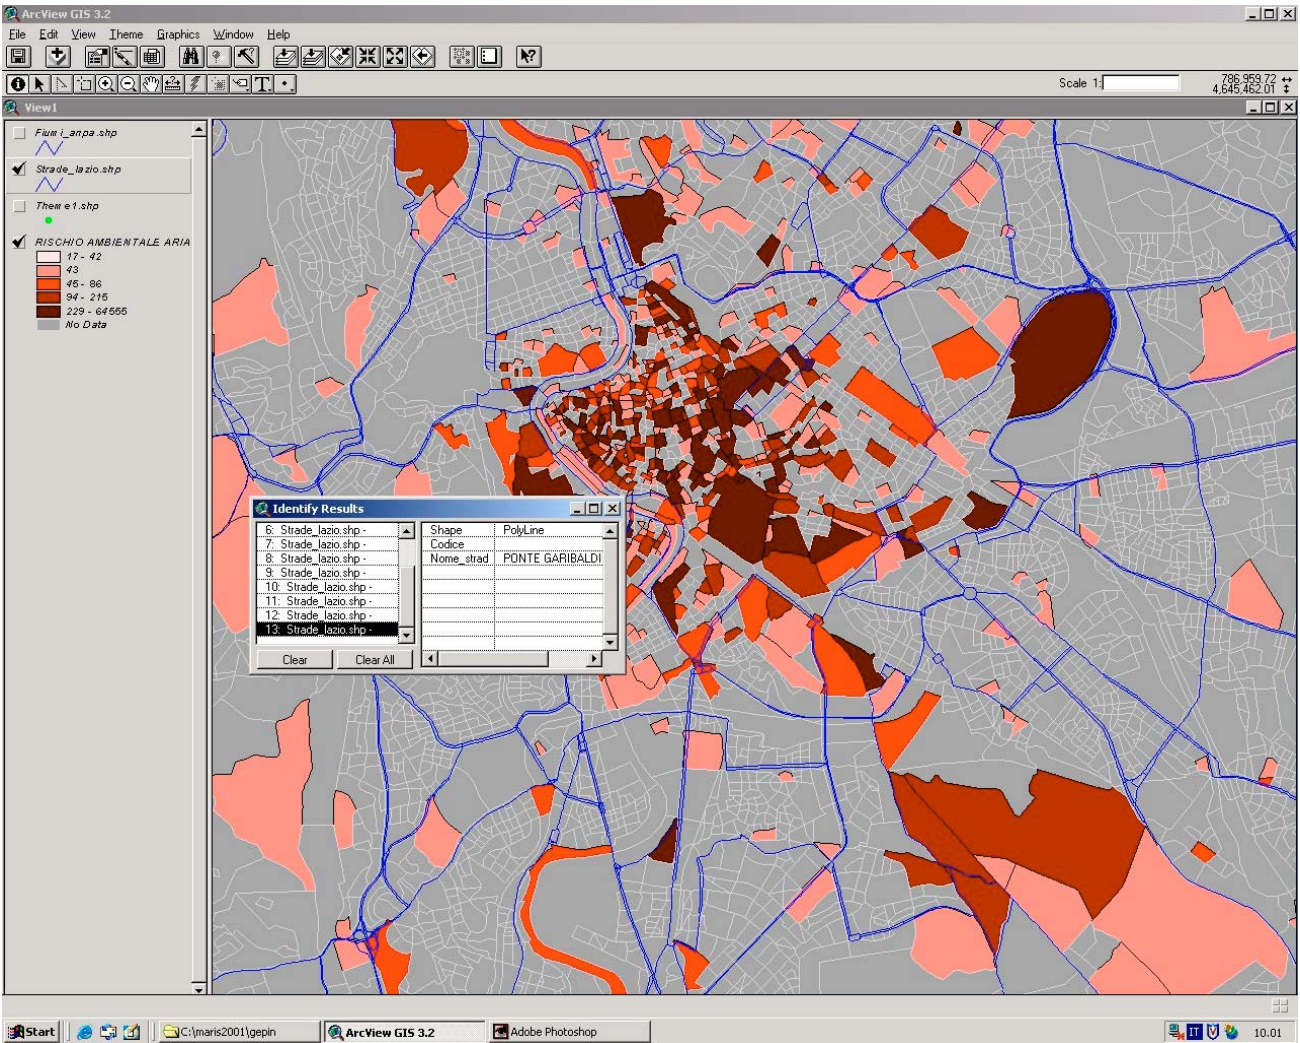 ArcView GIS 3.2
File Edit View Theme Graphics Window Help
Scale 1:
786,959.72
4,645,462.01
View1
Fiumi_anpa.shp
Strade_lazio.shp
Theme1.shp
RISCHIO AMBIENTALE ARIA
17 - 42
43
45 - 86
94 - 215
229 - 64555
No Data
Identify Results
6: Strade_lazio.shp -
7: Strade_lazio.shp -
8: Strade_lazio.shp -
9: Strade_lazio.shp -
10: Strade_lazio.shp -
11: Strade_lazio.shp -
12: Strade_lazio.shp -
13: Strade_lazio.shp -
Shape PolyLine
Codice
Nome_strad PONTE GARIBALDI
Clear Clear All
Start C:\maris2001\gepin ArcView GIS 3.2 Adobe Photoshop IT 10.01